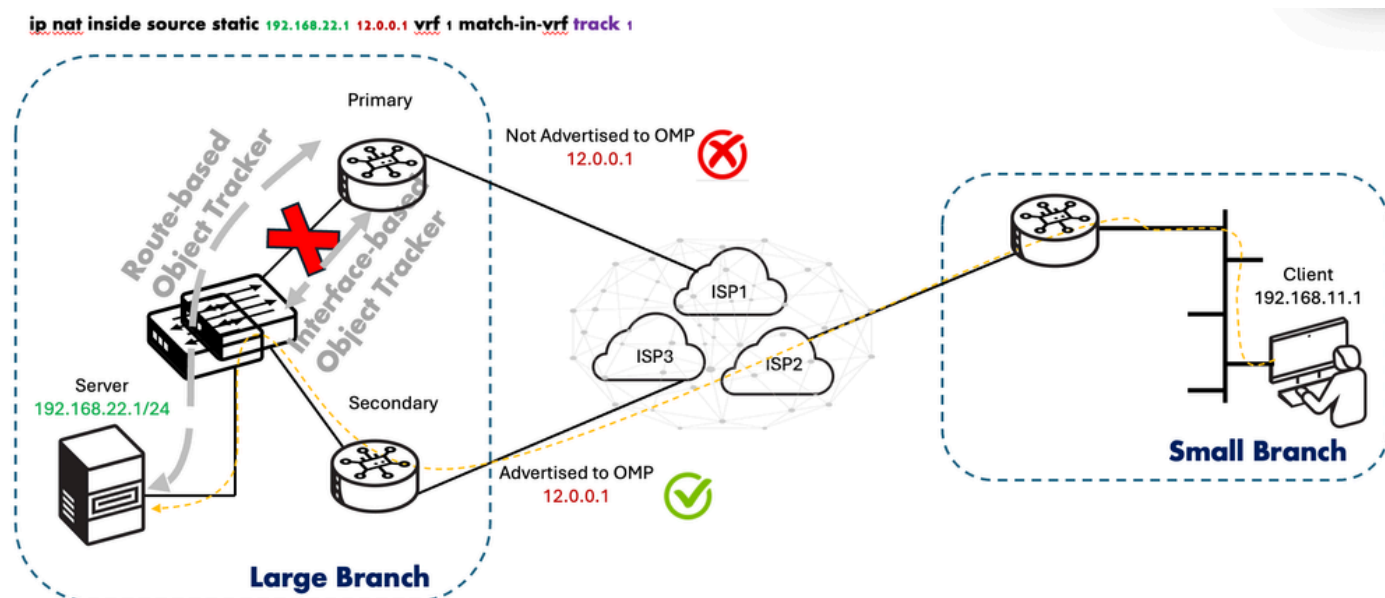 ip nat inside source static 192.168.22.1 12.0.0.1 vrf 1 match-in-vrf track 1
Primary
Route-based
Object Tracker
Interface-based
Object Tracker
Not Advertised to OMP
12.0.0.1
ISP1
ISP3
ISP2
Client
192.168.11.1
Server
192.168.22.1/24
Secondary
Advertised to OMP
12.0.0.1
Small Branch
Large Branch